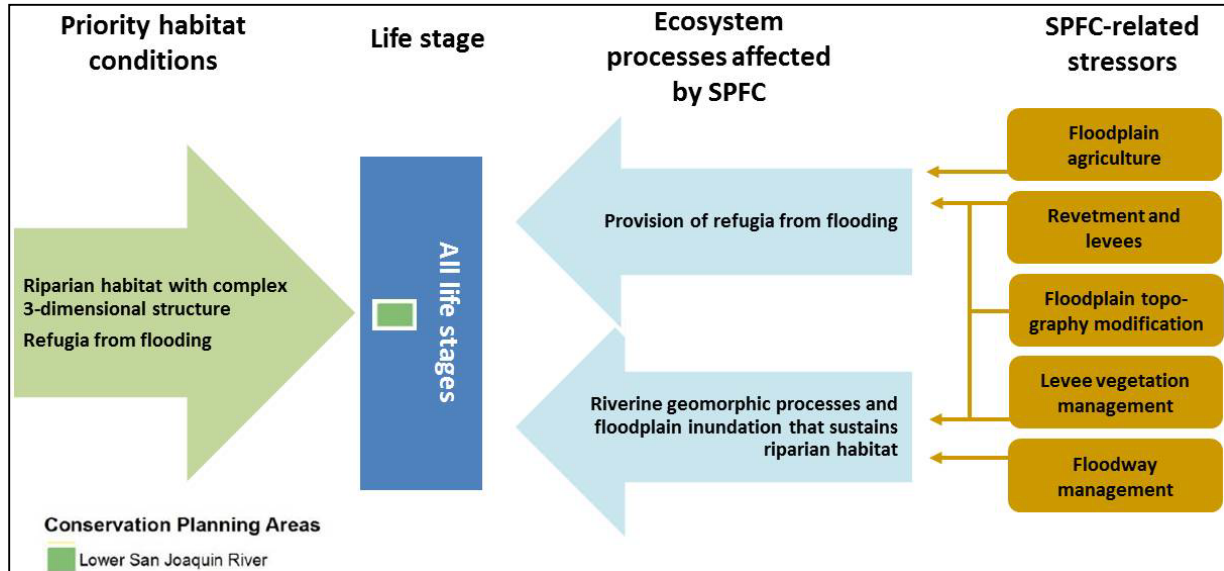 Priority habitat
conditions
Life stage
Ecosystem
processes affected
by SPFC
SPFC-related
stressors
Riparian habitat with complex
3-dimensional structure
Refugia from flooding
All life stages
Provision of refugia from flooding
Riverine geomorphic processes and
floodplain inundation that sustains
riparian habitat
Floodplain
agriculture
Revetment and
levees
Floodplain topo-
graphy modification
Levee vegetation
management
Floodway
management
Conservation Planning Areas
Lower San Joaquin River